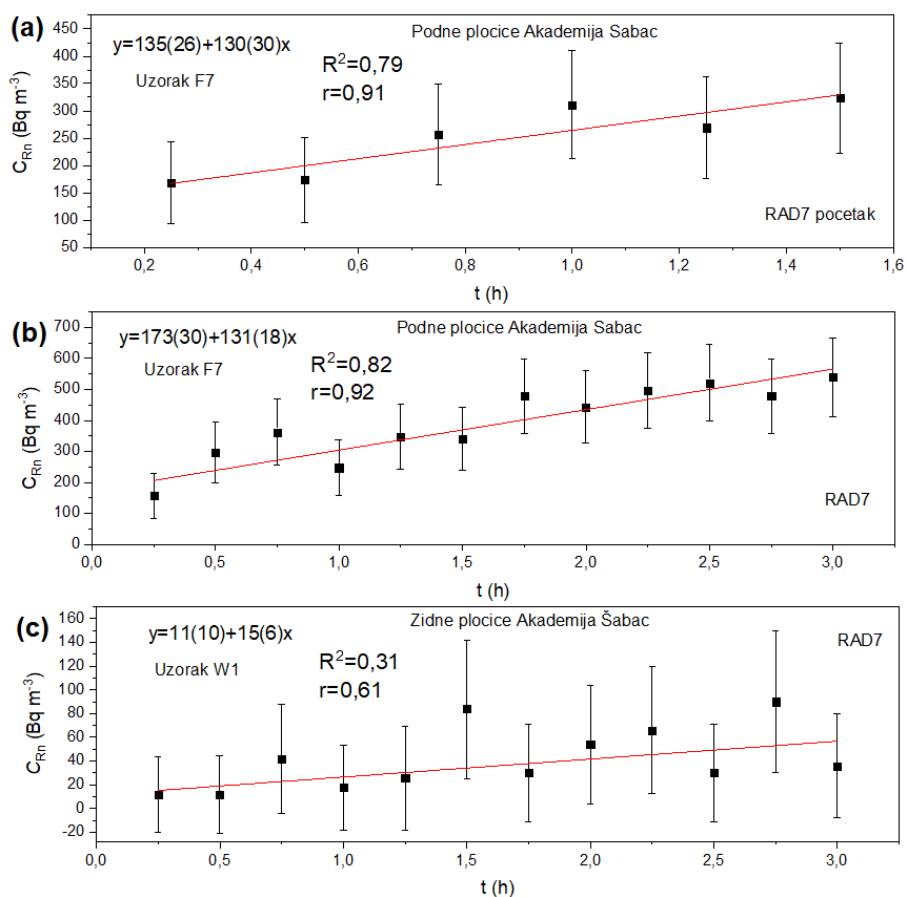 (a)
Podne plocice Akademija Sabac
y=135(26)+130(30)x
Uzorak F7
R²=0,79
r=0,91
RAD7 pocetak
C_Rn (Bq m⁻³)
450
400
350
300
250
200
150
100
50
0,2 0,4 0,6 0,8 1,0 1,2 1,4 1,6
t (h)
(b)
Podne plocice Akademija Sabac
y=173(30)+131(18)x
Uzorak F7
R²=0,82
r=0,92
RAD7
C_Rn (Bq m⁻³)
700
600
500
400
300
200
100
0
0,0 0,5 1,0 1,5 2,0 2,5 3,0
t (h)
(c)
Zidne plocice Akademija Šabac
y=11(10)+15(6)x
RAD7
Uzorak W1
R²=0,31
r=0,61
C_Rn (Bq m⁻³)
160
140
120
100
80
60
40
20
0
-20
0,0 0,5 1,0 1,5 2,0 2,5 3,0
t (h)